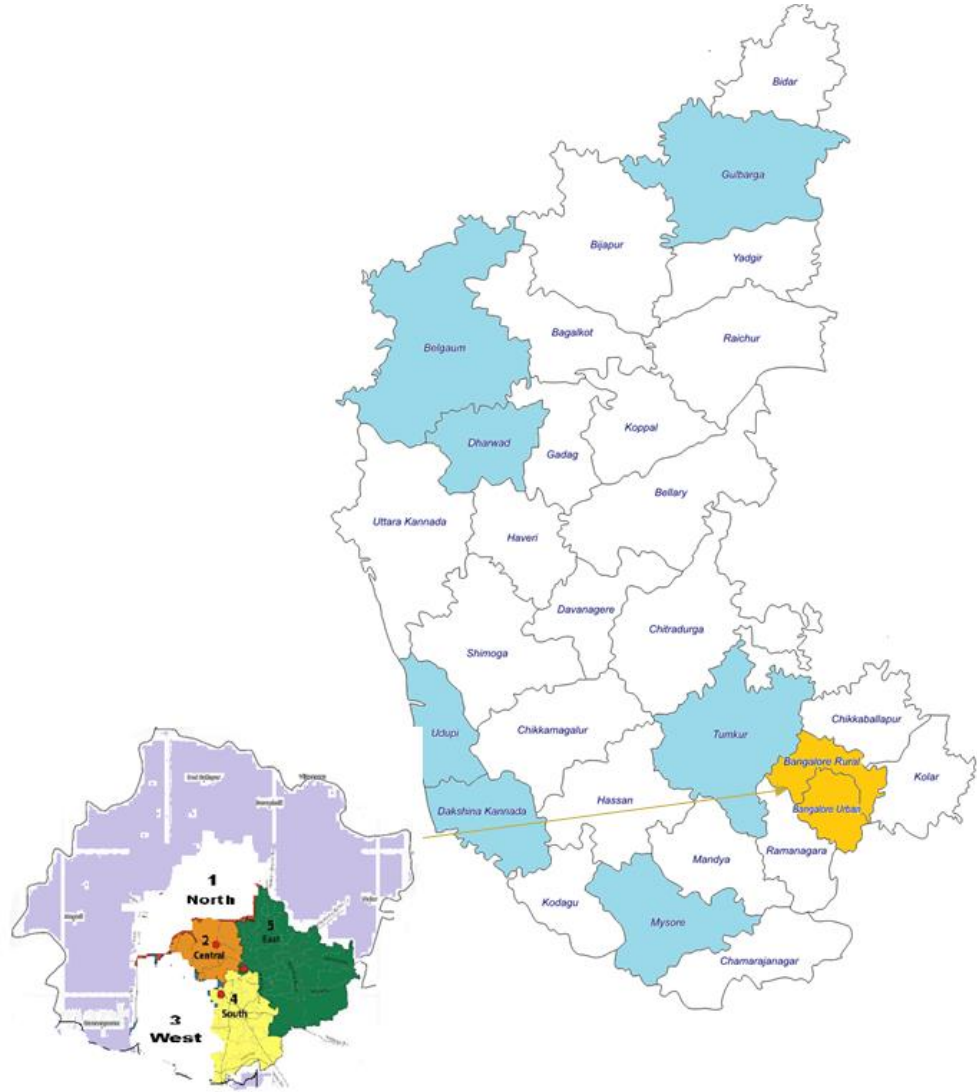 Bidar
Gulbarga
Bijapur
Yadgir
Belgaum
Bagalkot
Raichur
Dharwad
Gadag
Koppal
Bellary
Uttara Kannada
Haveri
Davanagere
Chitradurga
Shimoga
Udupi
Chikkamagalur
Tumkur
Chikkaballapur
Bangalore Rural
Kolar
Hassan
Dakshina Kannada
Bangalore Urban
Mandya
Ramanagara
Kodagu
Mysore
Chamarajanagar
1
North
2
Central
5
East
4
South
3
West